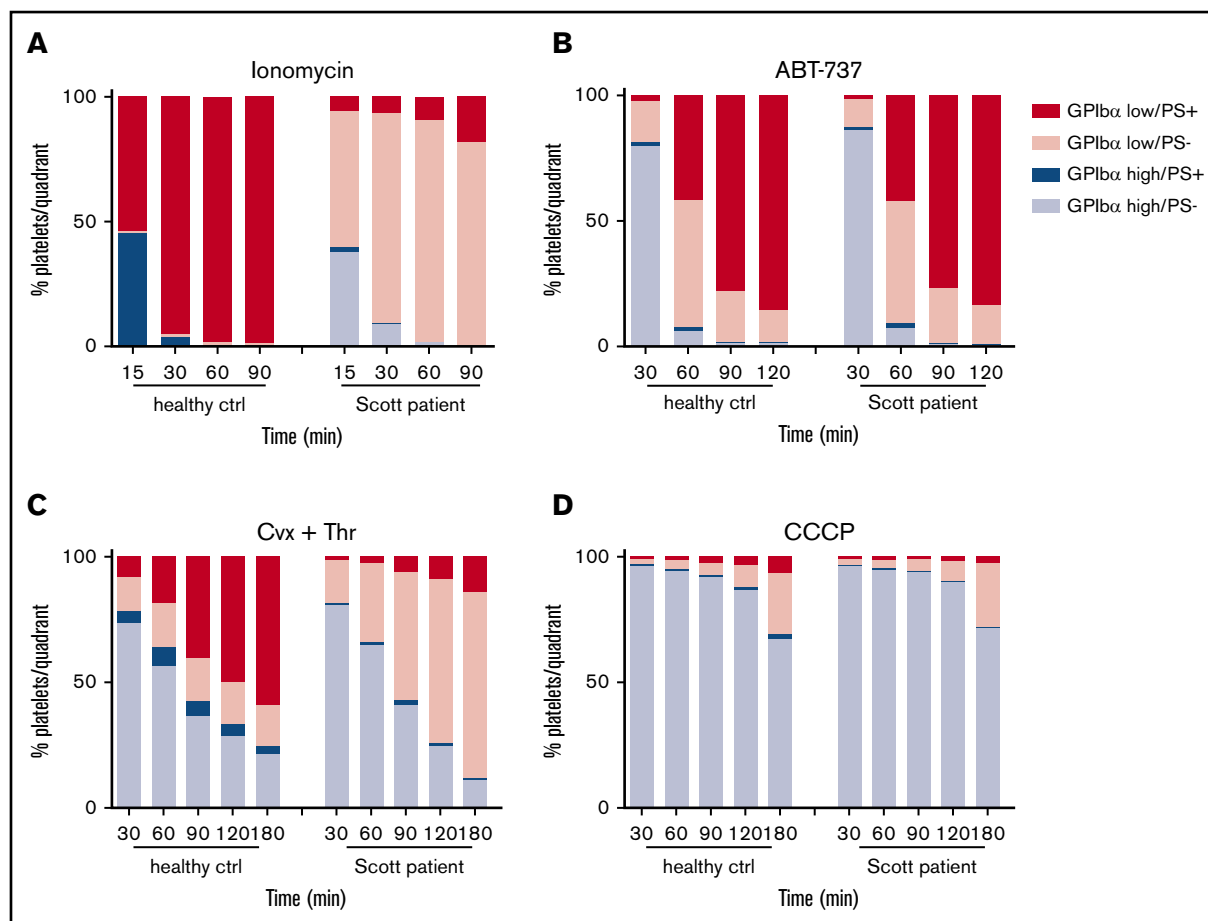 A
Ionomycin
% platelets/quadrant
100
50
0
15 30 60 90 15 30 60 90
healthy ctrl Scott patient
Time (min)
B
ABT-737
% platelets/quadrant
100
50
0
30 60 90 120 30 60 90 120
healthy ctrl Scott patient
Time (min)
GPIbα low/PS+
GPIbα low/PS-
GPIbα high/PS+
GPIbα high/PS-
C
Cvx + Thr
% platelets/quadrant
100
50
0
30 60 90 120 180 30 60 90 120 180
healthy ctrl Scott patient
Time (min)
D
CCCP
% platelets/quadrant
100
50
0
30 60 90 120 180 30 60 90 120 180
healthy ctrl Scott patient
Time (min)